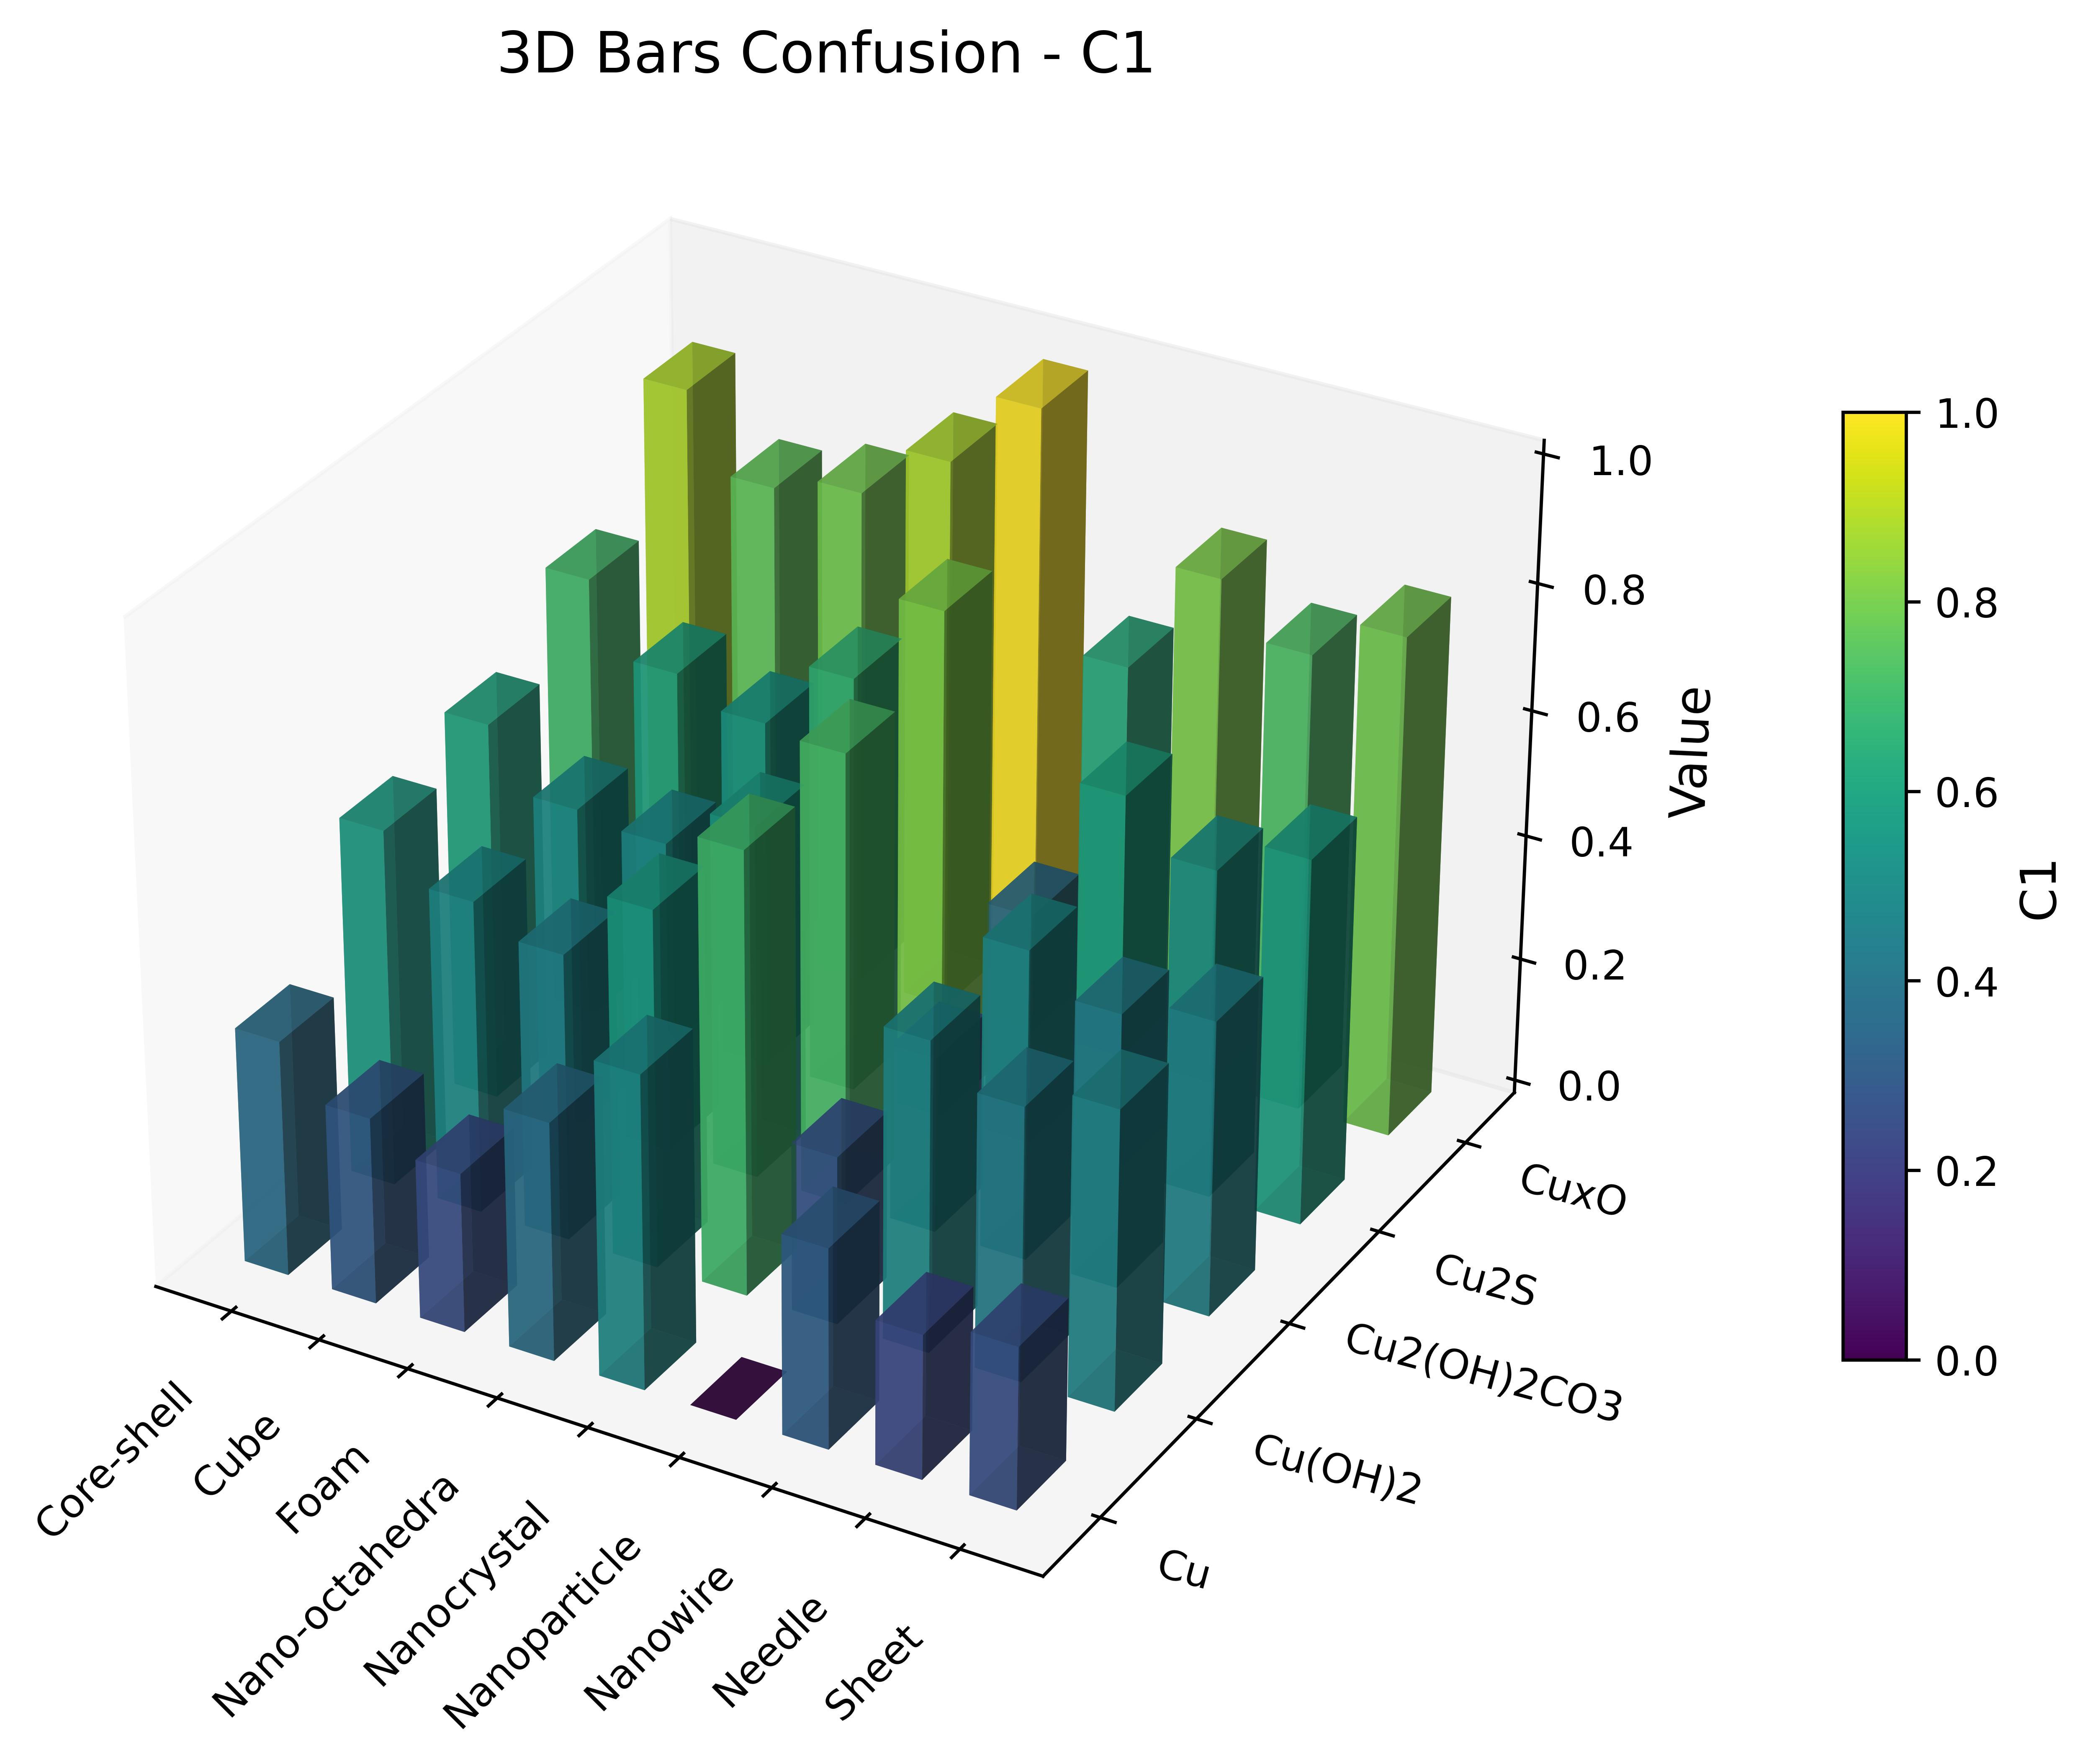 3D Bars Confusion - C1
1.0
0.8
0.6
0.4
0.2
0.0
Value
1.0
0.8
0.6
0.4
0.2
0.0
C1
CuxO
Cu2S
Cu2(OH)2CO3
Cu(OH)2
Cu
Core-shell
Cube
Foam
Nano-octahedra
Nanocrystal
Nanoparticle
Nanowire
Needle
Sheet